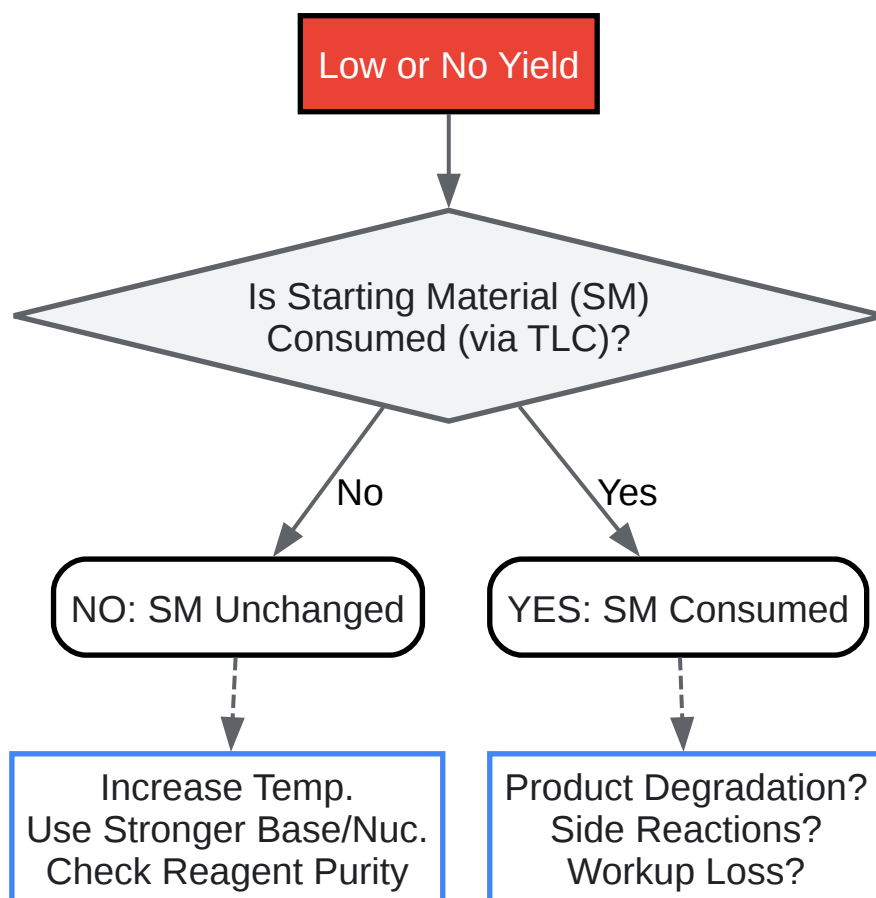 Low or No Yield
Is Starting Material (SM)
Consumed (via TLC)?
No
Yes
NO: SM Unchanged
YES: SM Consumed
Increase Temp.
Use Stronger Base/Nuc.
Check Reagent Purity
Product Degradation?
Side Reactions?
Workup Loss?